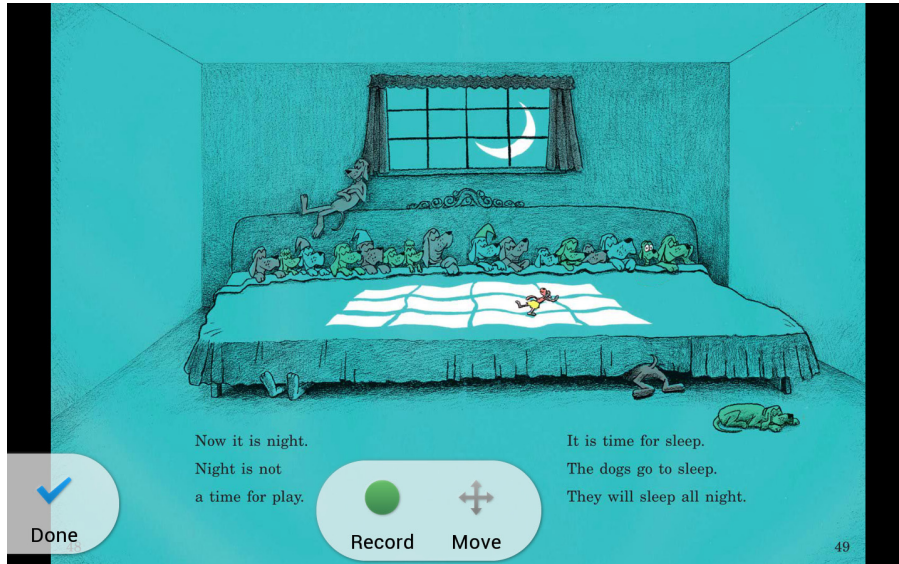 Now it is night.
Night is not
a time for play.
It is time for sleep.
The dogs go to sleep.
They will sleep all night.
Done
Record
Move
48
49